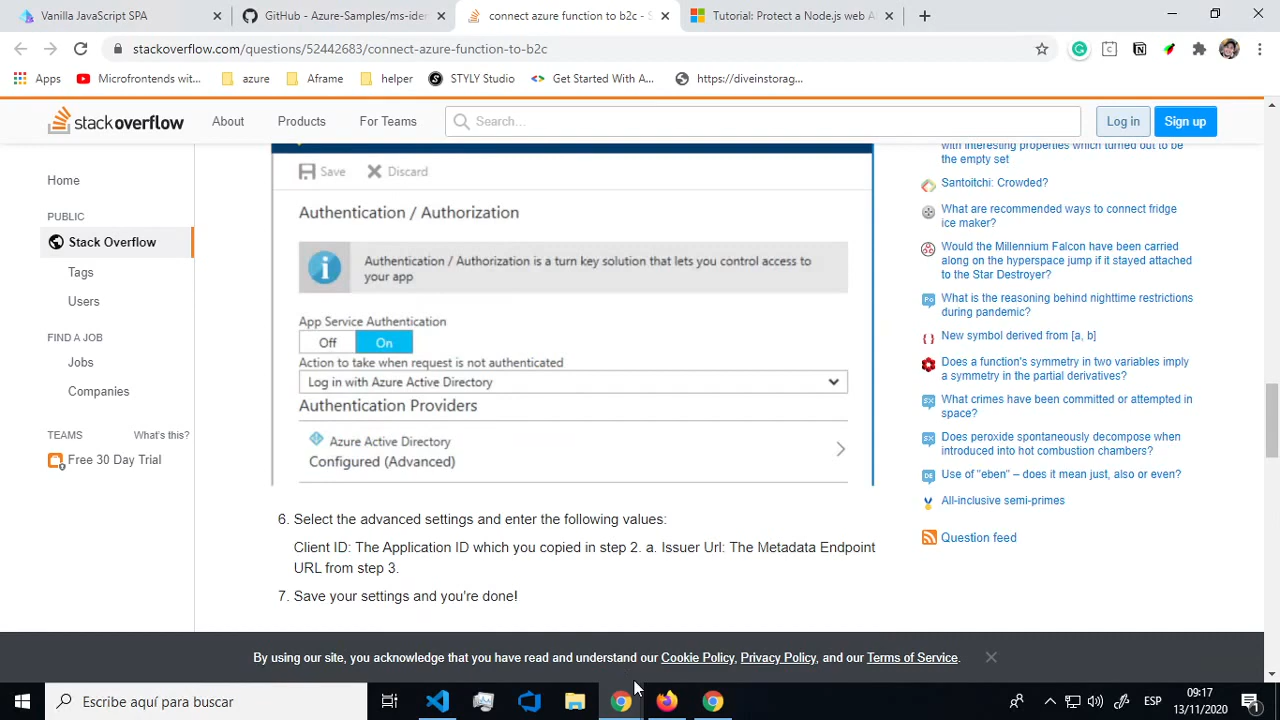 Vanilla JavaScript SPA
GitHub - Azure-Samples/ms-iden
connect azure function to b2c - S
Tutorial: Protect a Node.js web A
stackoverflow.com/questions/52442683/connect-azure-function-to-b2c
Apps
Microfrontends wit...
azure
Aframe
helper
STYLY Studio
Get Started With A...
https://diveinstorag...
stackoverflow
About
Products
For Teams
Search...
Log in
Sign up
Home
PUBLIC
Stack Overflow
Tags
Users
FIND A JOB
Jobs
Companies
TEAMS
What's this?
Free 30 Day Trial
Save
Discard
Authentication / Authorization
Authentication / Authorization is a turn key solution that lets you control access to
your app
App Service Authentication
Off
On
Action to take when request is not authenticated
Log in with Azure Active Directory
Authentication Providers
Azure Active Directory
Configured (Advanced)
6. Select the advanced settings and enter the following values:
Client ID: The Application ID which you copied in step 2. a. Issuer Url: The Metadata Endpoint
URL from step 3.
7. Save your settings and you're done!
with interesting properties which turned out to be
the empty set
Santoitchi: Crowded?
What are recommended ways to connect fridge
ice maker?
Would the Millennium Falcon have been carried
along on the hyperspace jump if it stayed attached
to the Star Destroyer?
What is the reasoning behind nighttime restrictions
during pandemic?
New symbol derived from [a, b]
Does a function's symmetry in two variables imply
a symmetry in the partial derivatives?
What crimes have been committed or attempted in
space?
Does peroxide spontaneously decompose when
introduced into hot combustion chambers?
Use of "eben" – does it mean just, also or even?
All-inclusive semi-primes
Question feed
By using our site, you acknowledge that you have read and understand our Cookie Policy, Privacy Policy, and our Terms of Service.
Escribe aquí para buscar
ESP
09:17
13/11/2020
1